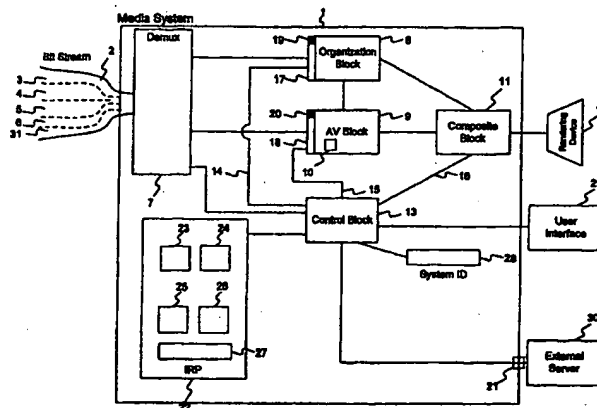 1
Media System
Bit Stream
2
Demux
3
4
5
6
31
7
19
Organization Block
8
17
20
AV Block
9
18
10
11
Composite Block
Rendering Device
14
15
16
13
Control Block
User Interface
28
System ID
23
24
25
26
27
IRP
30
External Server
21